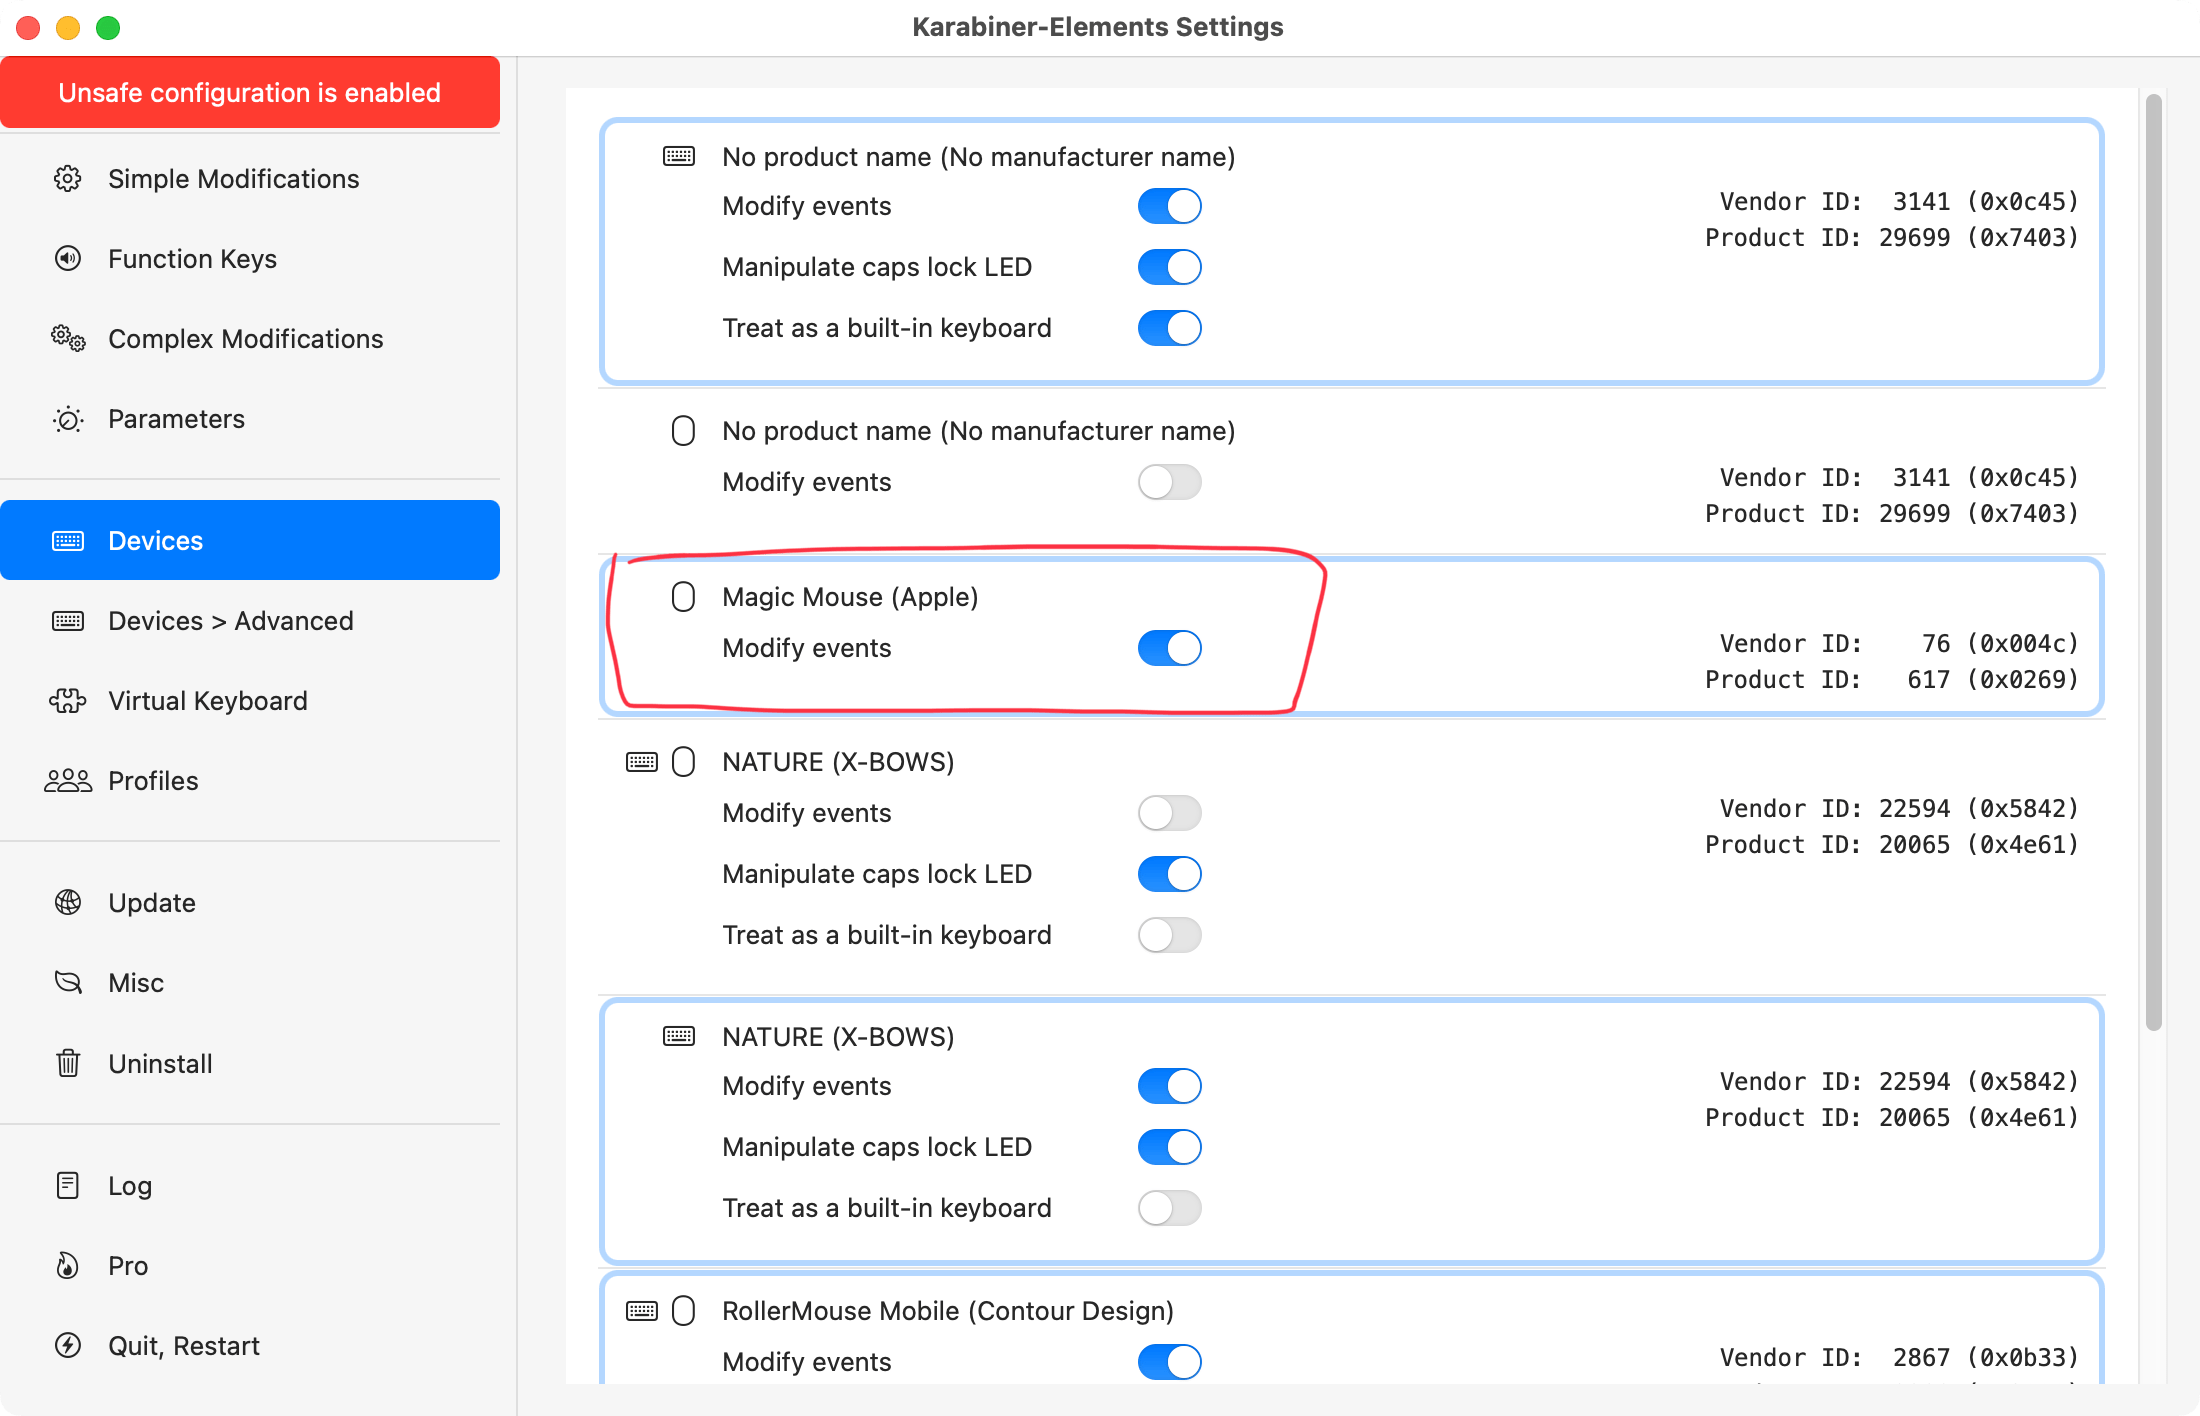 Karabiner-Elements Settings
Unsafe configuration is enabled
Simple Modifications
Function Keys
Complex Modifications
Parameters
Devices
Devices > Advanced
Virtual Keyboard
Profiles
Update
Misc
Uninstall
Log
Pro
Quit, Restart
No product name (No manufacturer name)
Modify events
Manipulate caps lock LED
Treat as a built-in keyboard
Vendor ID: 3141 (0x0c45)
Product ID: 29699 (0x7403)
No product name (No manufacturer name)
Modify events
Vendor ID: 3141 (0x0c45)
Product ID: 29699 (0x7403)
Magic Mouse (Apple)
Modify events
Vendor ID: 76 (0x004c)
Product ID: 617 (0x0269)
NATURE (X-BOWS)
Modify events
Manipulate caps lock LED
Treat as a built-in keyboard
Vendor ID: 22594 (0x5842)
Product ID: 20065 (0x4e61)
NATURE (X-BOWS)
Modify events
Manipulate caps lock LED
Treat as a built-in keyboard
Vendor ID: 22594 (0x5842)
Product ID: 20065 (0x4e61)
RollerMouse Mobile (Contour Design)
Modify events
Vendor ID: 2867 (0x0b33)